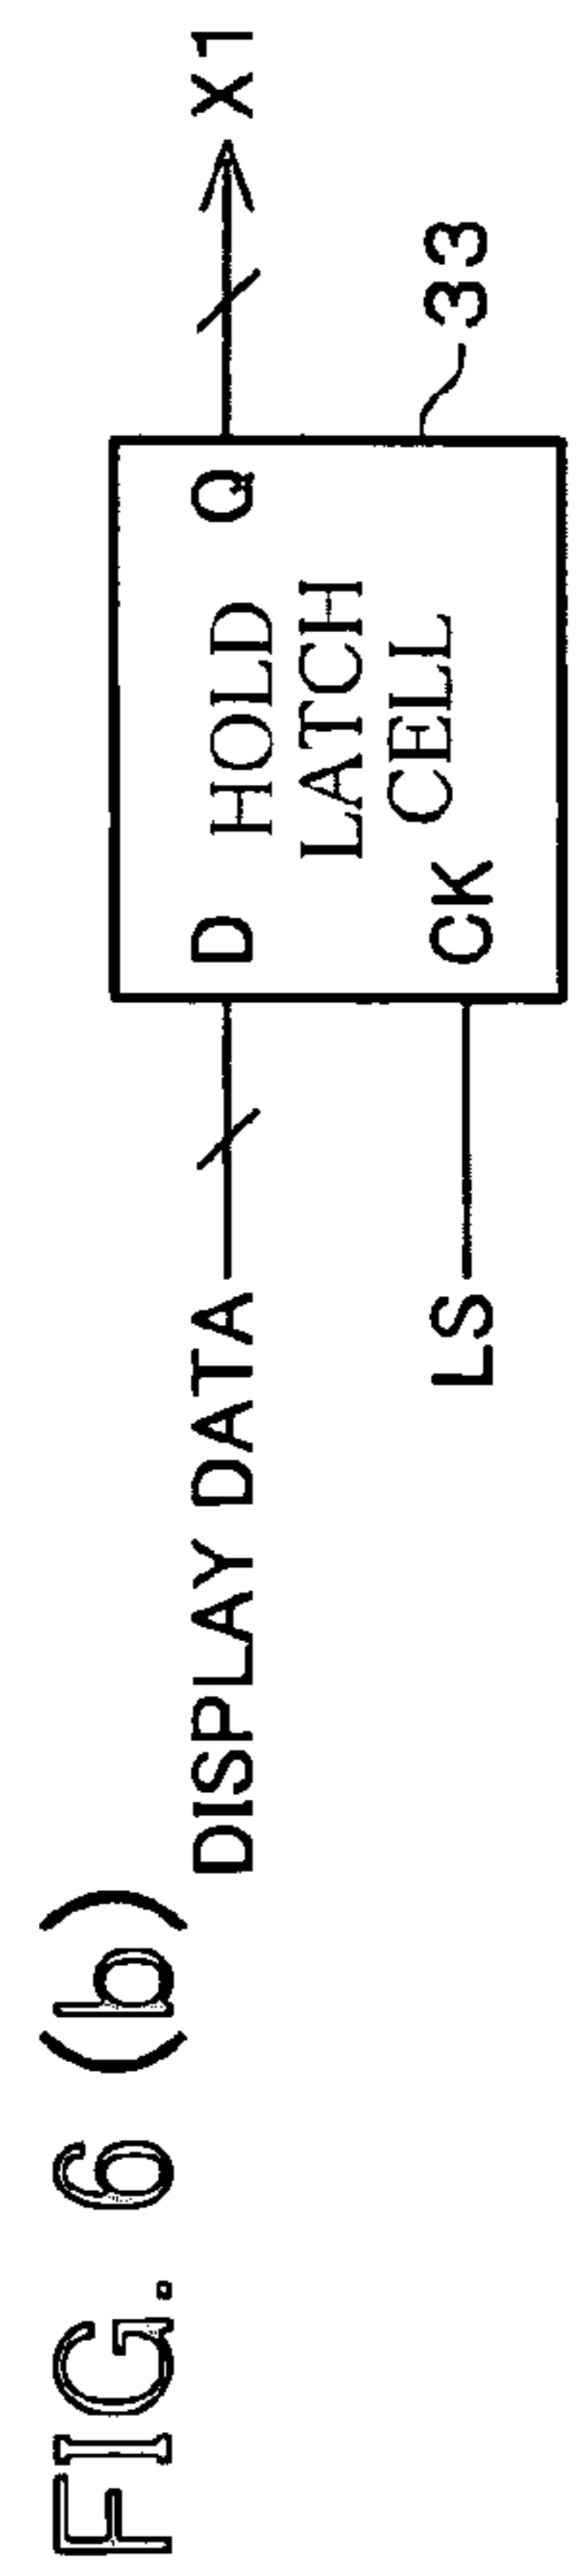 FIG. 6 (b)
DISPLAY DATA
LS
D
CK
HOLD
LATCH
CELL
Q
X1
33